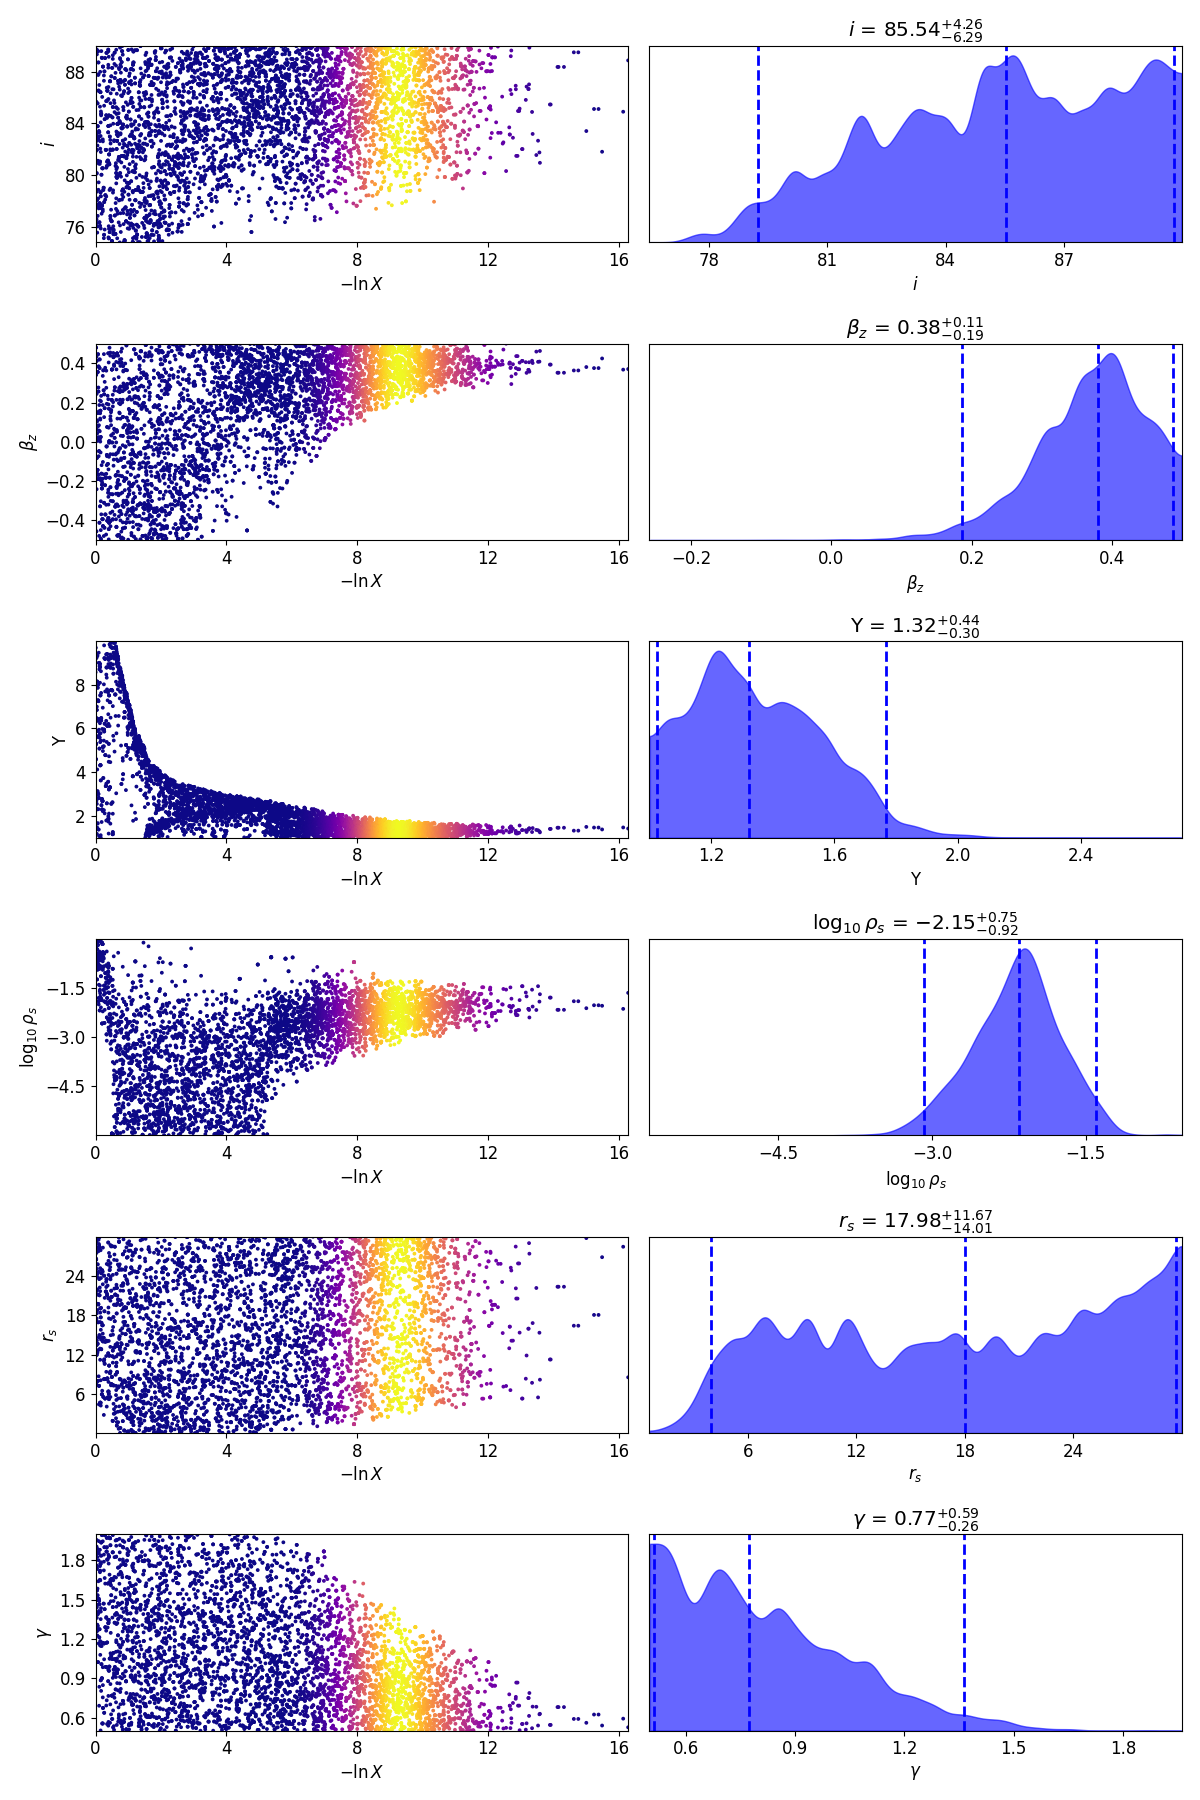 i = 85.54 +4.26 −6.29
88
84
80
76
i
0 4 8 12 16
−ln X
78 81 84 87
i
β_z = 0.38 +0.11 −0.19
0.4
0.2
0.0
−0.2
−0.4
β_z
0 4 8 12 16
−ln X
−0.2 0.0 0.2 0.4
β_z
Y = 1.32 +0.44 −0.30
8
6
4
2
Y
0 4 8 12 16
−ln X
1.2 1.6 2.0 2.4
Y
log₁₀ ρ_s = −2.15 +0.75 −0.92
−1.5
−3.0
−4.5
log₁₀ ρ_s
0 4 8 12 16
−ln X
−4.5 −3.0 −1.5
log₁₀ ρ_s
r_s = 17.98 +11.67 −14.01
24
18
12
6
r_s
0 4 8 12 16
−ln X
6 12 18 24
r_s
γ = 0.77 +0.59 −0.26
1.8
1.5
1.2
0.9
0.6
γ
0 4 8 12 16
−ln X
0.6 0.9 1.2 1.5 1.8
γ